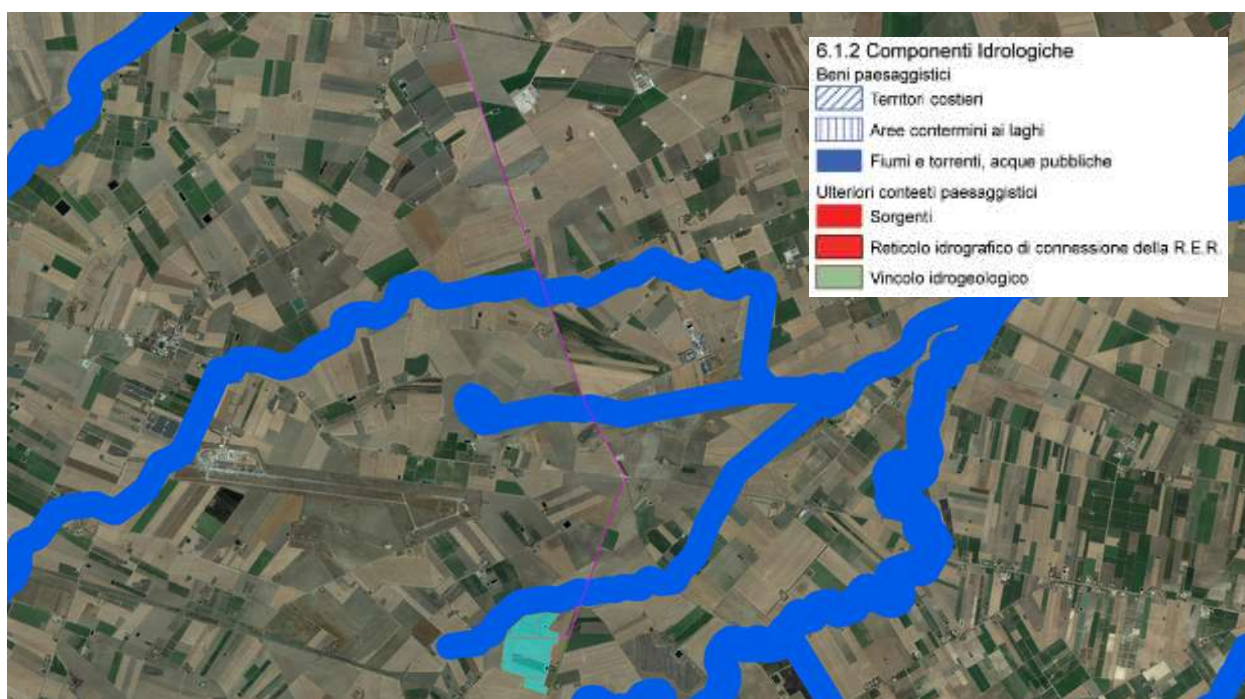 6.1.2 Componenti Idrologiche
Beni paesaggistici
Territori costieri
Aree contermini ai laghi
Fiumi e torrenti, acque pubbliche
Ulteriori contesti paesaggistici
Sorgenti
Reticolo idrografico di connessione della R.E.R.
Vincolo idrogeologico